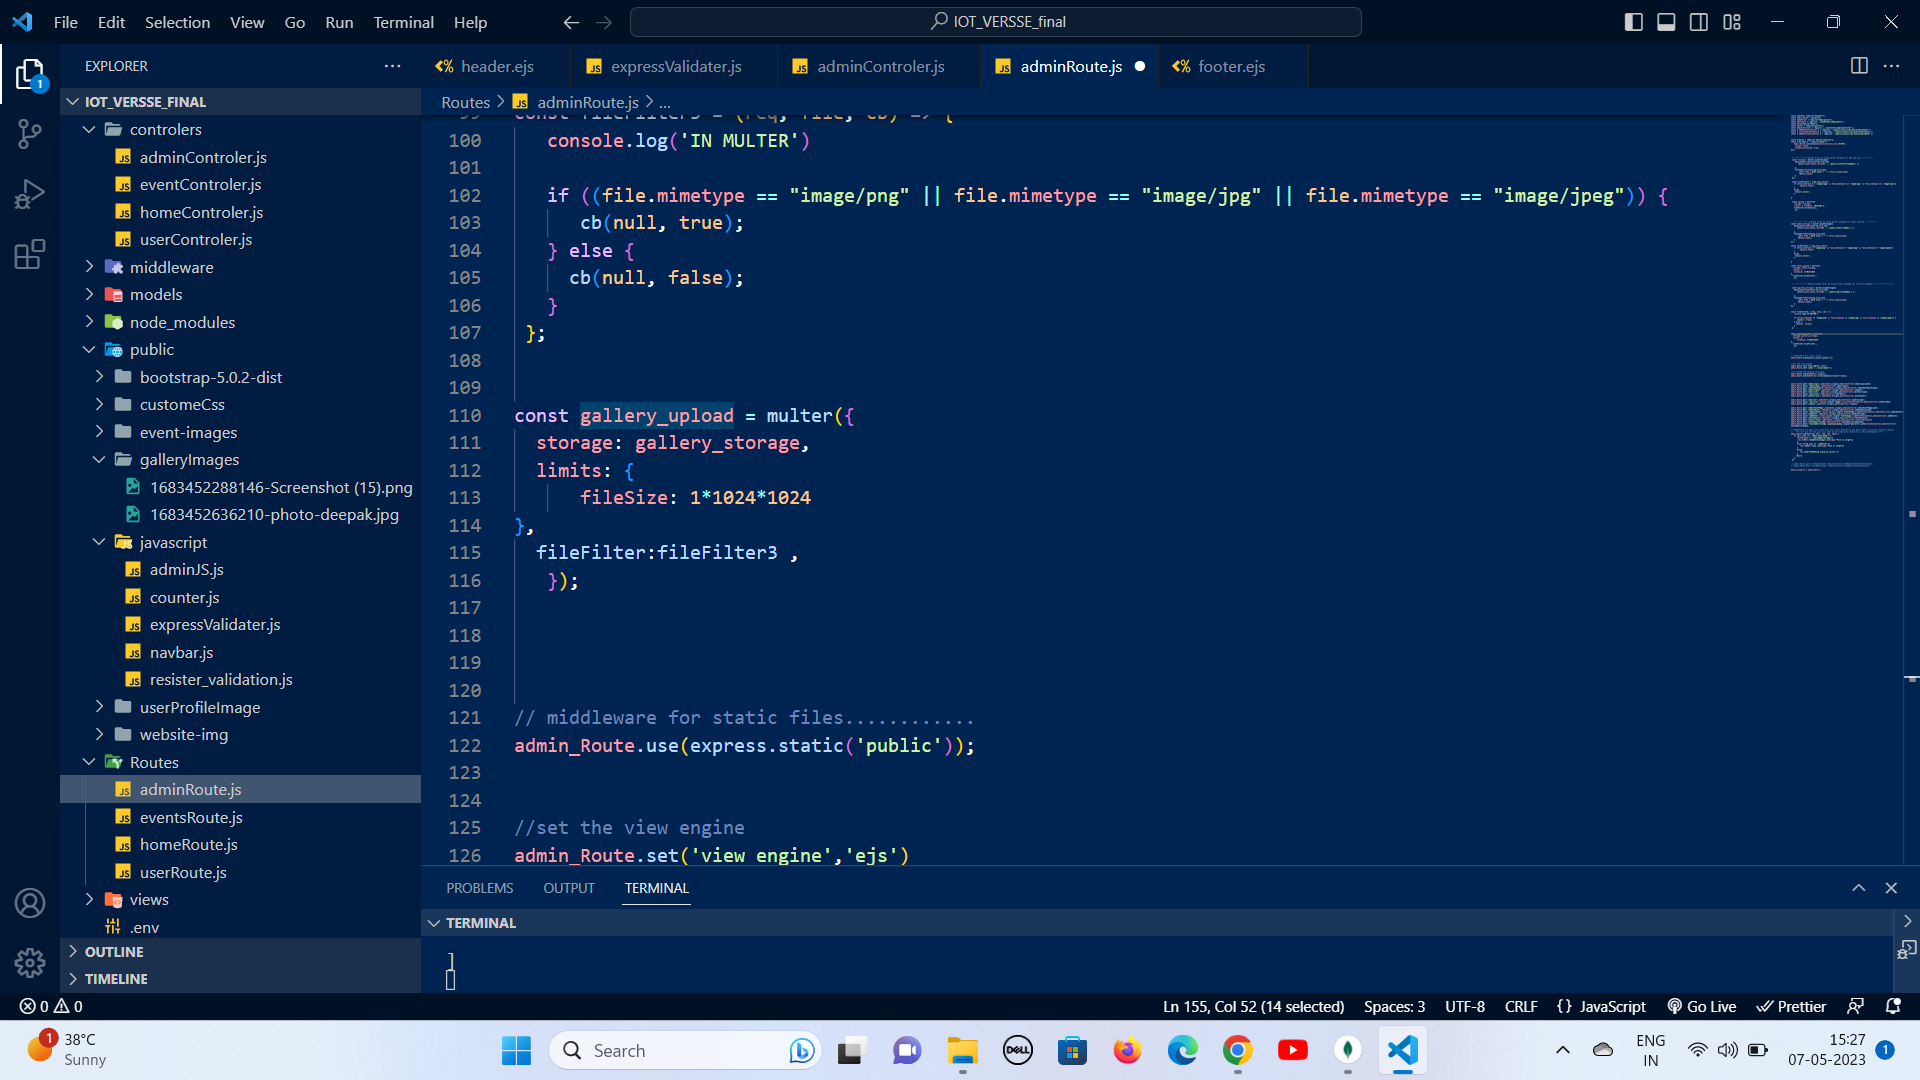 File Edit Selection View Go Run Terminal Help
IOT_VERSSE_final
EXPLORER
IOT_VERSSE_FINAL
controlers
adminControler.js
eventControler.js
homeControler.js
userControler.js
middleware
models
node_modules
public
bootstrap-5.0.2-dist
customeCss
event-images
galleryImages
1683452288146-Screenshot (15).png
1683452636210-photo-deepak.jpg
javascript
adminJS.js
counter.js
expressValidater.js
navbar.js
resister_validation.js
userProfileImage
website-img
Routes
adminRoute.js
eventsRoute.js
homeRoute.js
userRoute.js
views
.env
OUTLINE
TIMELINE
header.ejs expressValidater.js adminControler.js adminRoute.js footer.ejs
Routes > adminRoute.js > ...
99 const fileFilter3 = (req, file, cb) => {
100 console.log('IN MULTER')
101
102 if ((file.mimetype == "image/png" || file.mimetype == "image/jpg" || file.mimetype == "image/jpeg")) {
103 cb(null, true);
104 } else {
105 cb(null, false);
106 }
107 };
108
109
110 const gallery_upload = multer({
111 storage: gallery_storage,
112 limits: {
113 fileSize: 1*1024*1024
114 },
115 fileFilter:fileFilter3 ,
116 });
117
118
119
120
121 // middleware for static files............
122 admin_Route.use(express.static('public'));
123
124
125 //set the view engine
126 admin_Route.set('view engine','ejs')
PROBLEMS OUTPUT TERMINAL
TERMINAL
]
0 0 Ln 155, Col 52 (14 selected) Spaces: 3 UTF-8 CRLF {} JavaScript Go Live Prettier
1 38°C
Sunny
Search
DELL
ENG
IN
15:27
07-05-2023
1